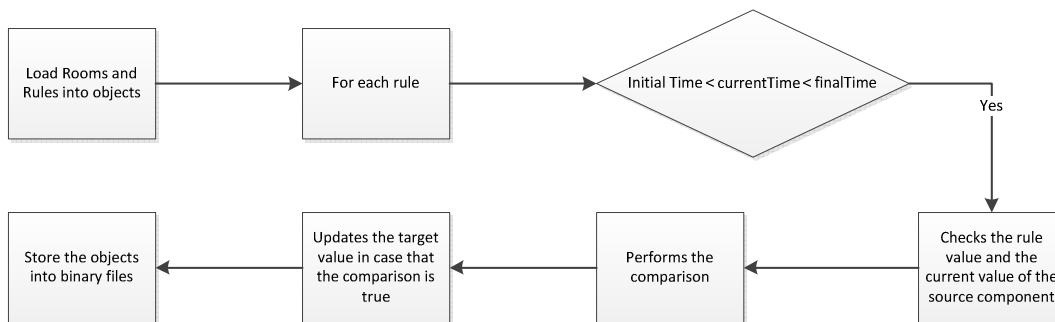 Load Rooms and
Rules into objects
For each rule
Initial Time < currentTime < finalTime
Yes
Checks the rule
value and the
current value of the
source component
Performs the
comparison
Updates the target
value in case that
the comparison is
true
Store the objects
into binary files